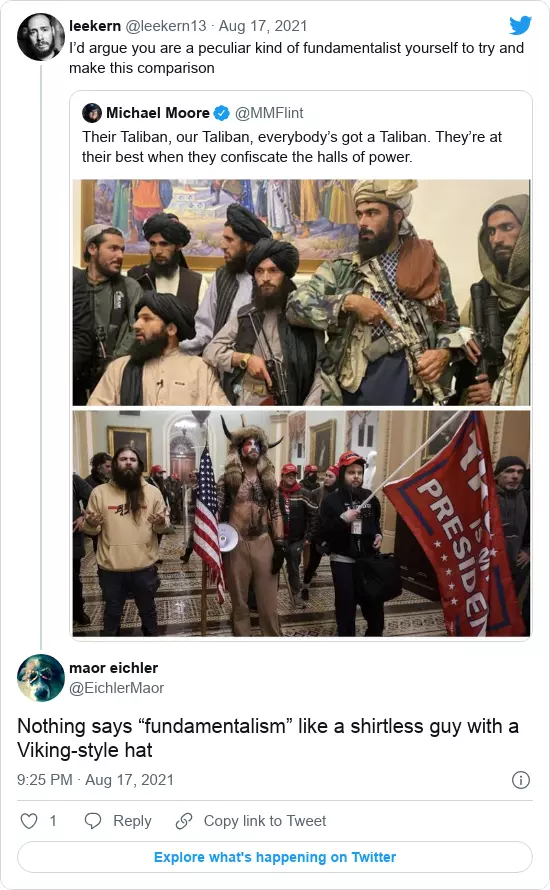 leekern @leekern13 · Aug 17, 2021
I’d argue you are a peculiar kind of fundamentalist yourself to try and
make this comparison
Michael Moore @MMFlint
Their Taliban, our Taliban, everybody’s got a Taliban. They’re at
their best when they confiscate the halls of power.
IS MY
PRESIDEN
maor eichler
@EichlerMaor
Nothing says “fundamentalism” like a shirtless guy with a
Viking-style hat
9:25 PM · Aug 17, 2021
1 Reply Copy link to Tweet
Explore what's happening on Twitter